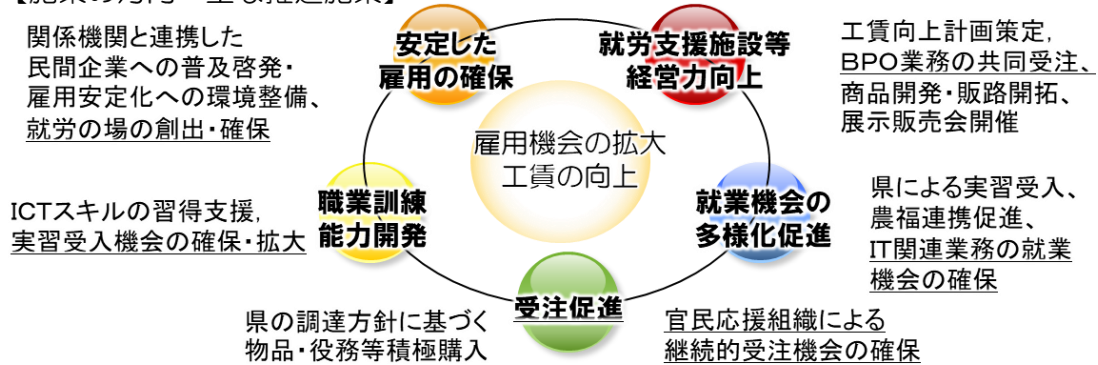 【施策の方向・主な推進施策】
関係機関と連携した
民間企業への普及啓発・
雇用安定化への環境整備、
就労の場の創出・確保
安定した
雇用の確保
就労支援施設等
経営力向上
工賃向上計画策定,
BPO業務の共同受注、
商品開発・販路開拓、
展示販売会開催
雇用機会の拡大
工賃の向上
ICTスキルの習得支援,
実習受入機会の確保・拡大
職業訓練
能力開発
就業機会の
多様化促進
県による実習受入、
農福連携促進、
IT関連業務の就業
機会の確保
受注促進
県の調達方針に基づく
物品・役務等積極購入
官民応援組織による
継続的受注機会の確保